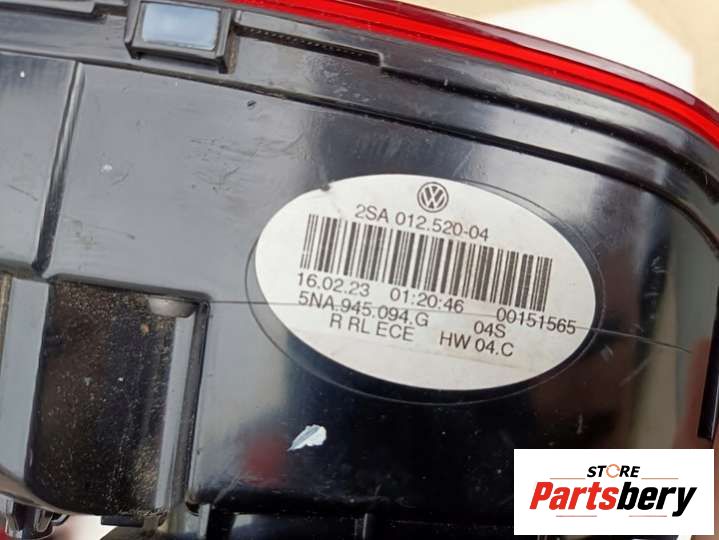 2SA 012.520-04
16.02.23 01:20:46 00151565
5NA.945.094.G 04S
R RL ECE HW 04.C
STORE
Partsbery